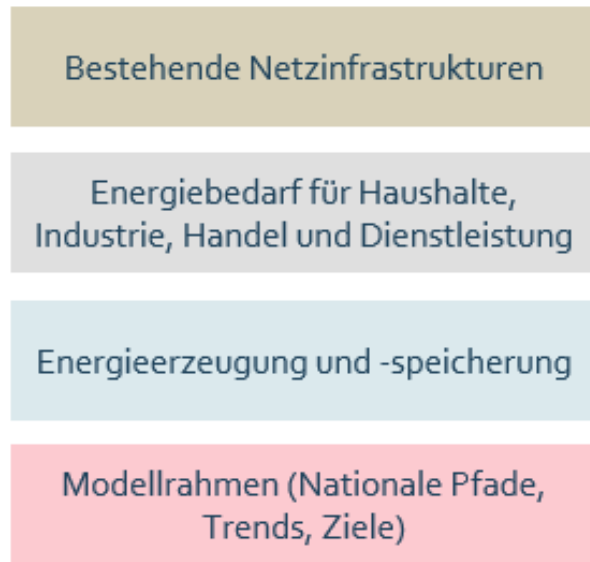 Bestehende Netzinfrastrukturen
Energiebedarf für Haushalte,
Industrie, Handel und Dienstleistung
Energieerzeugung und -speicherung
Modellrahmen (Nationale Pfade,
Trends, Ziele)